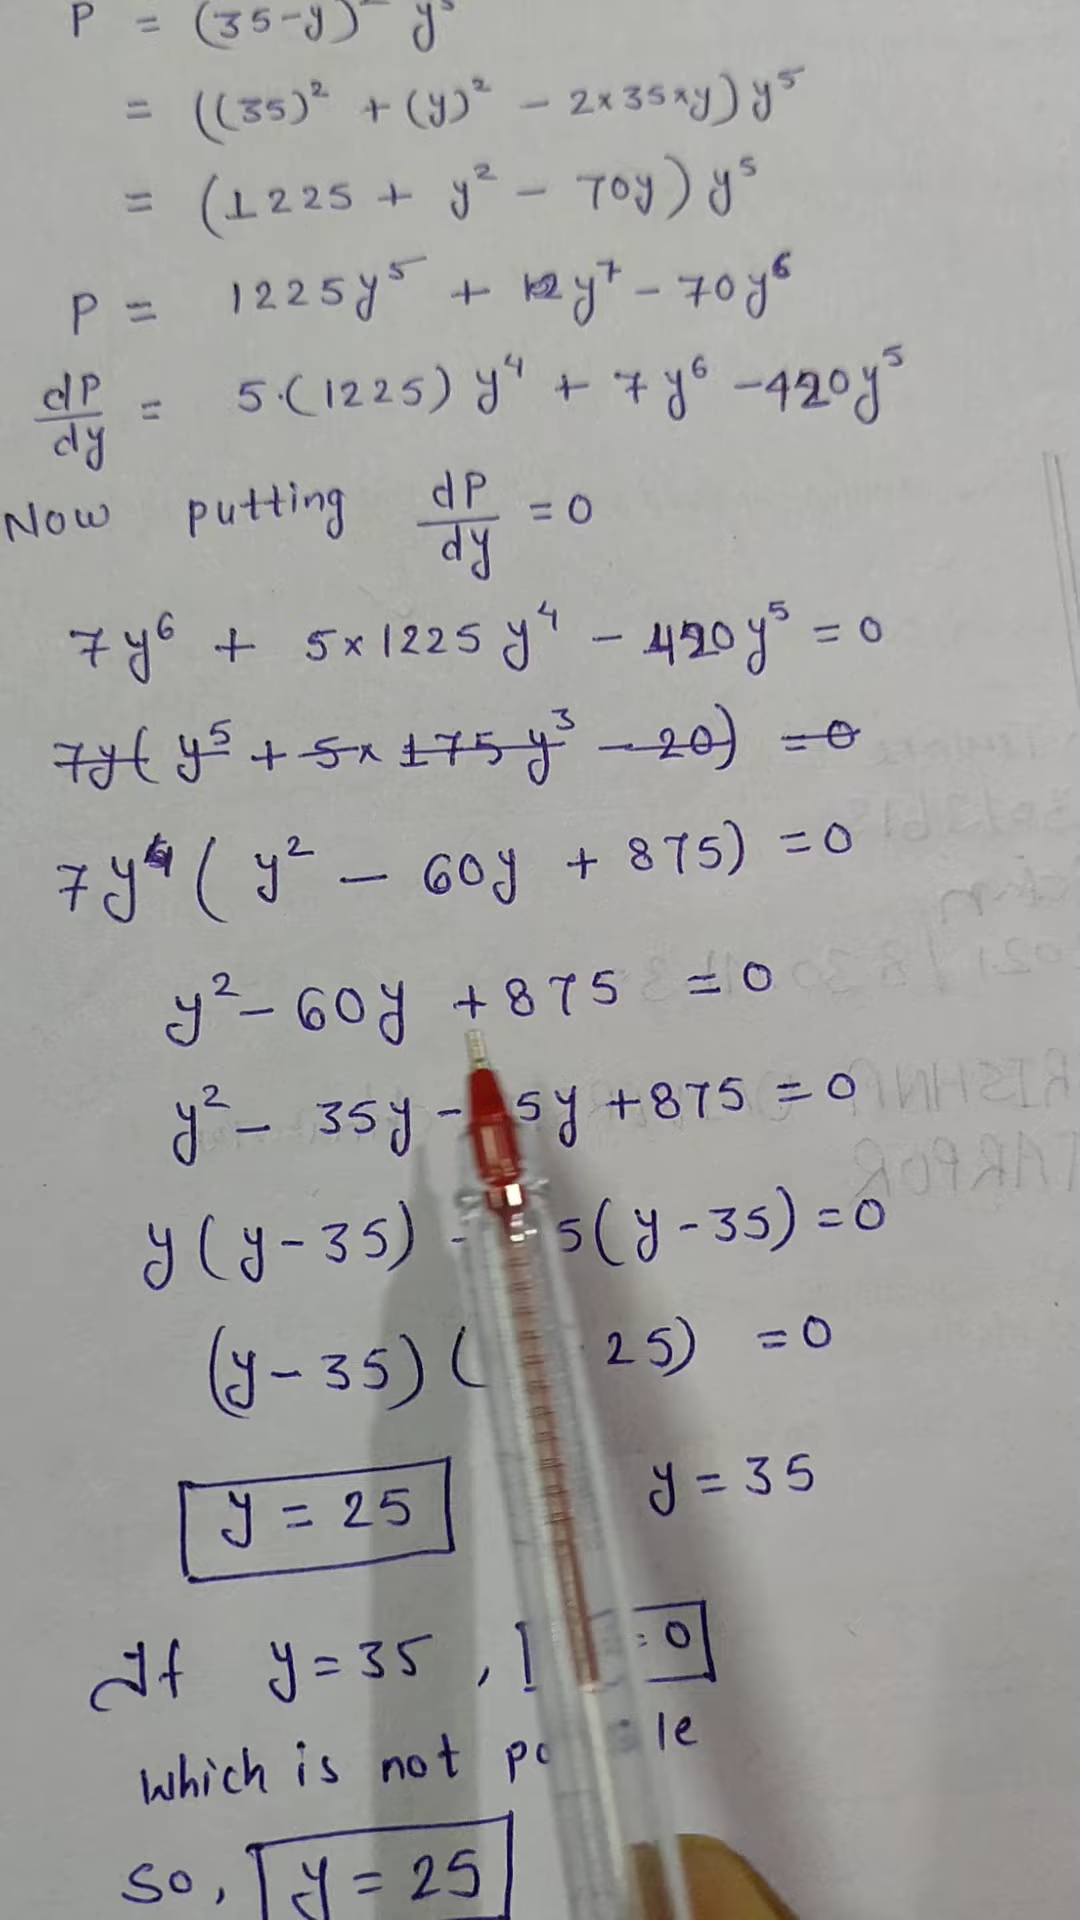 P = (35-y)² y⁵
= ((35)² + (y)² - 2×35×y) y⁵
= (1225 + y² - 70y) y⁵
P = 1225y⁵ + y⁷ - 70y⁶
dP/dy = 5.(1225) y⁴ + 7y⁶ - 420y⁵
Now putting dP/dy = 0
7y⁶ + 5×1225 y⁴ - 420y⁵ = 0
7y( y⁵ + 5×175 y³ - 20) = 0
7y⁴ ( y² - 60y + 875) = 0
y² - 60y + 875 = 0
y² - 35y - 5y + 875 = 0
y (y - 35) - 5 (y - 35) = 0
(y - 35) ( 25) = 0
y = 25 y = 35
If y = 35 , = 0
which is not
so, y = 25